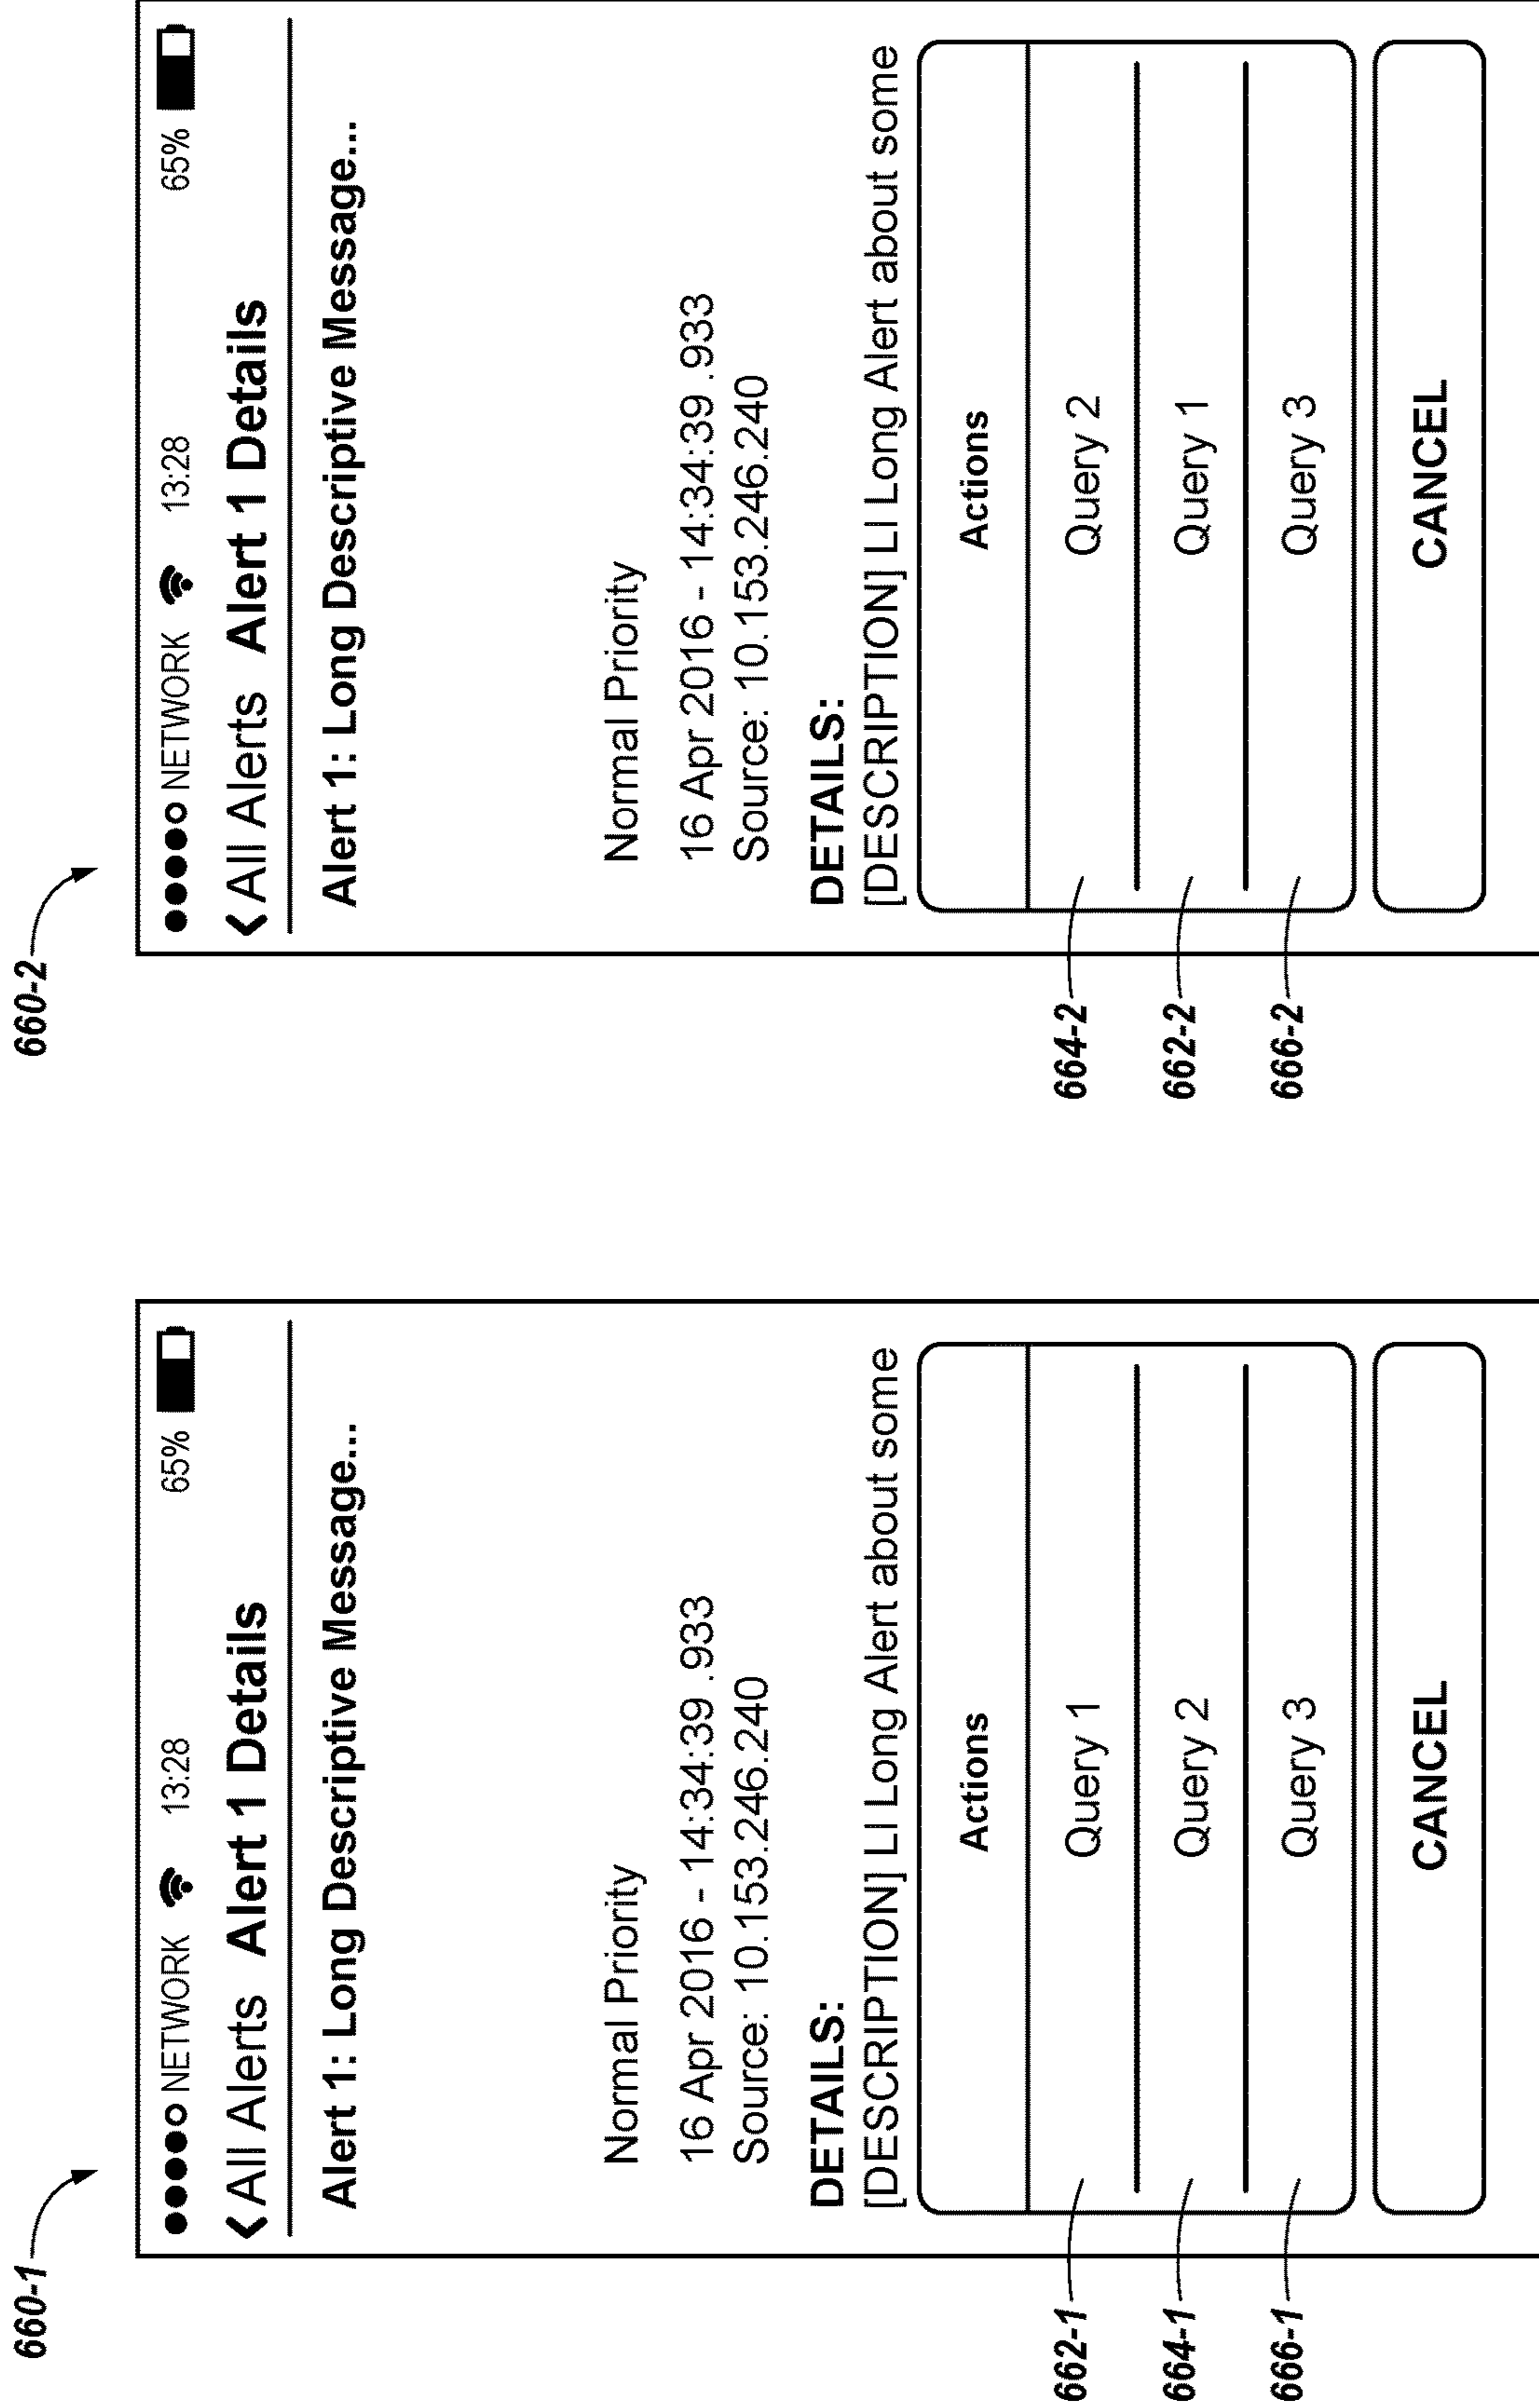 660-1
NETWORK 13:28 65%
All Alerts Alert 1 Details
Alert 1: Long Descriptive Message...
Normal Priority
16 Apr 2016 - 14:34:39 .933
Source: 10.153.246.240
DETAILS:
[DESCRIPTION] LI Long Alert about some
Actions
662-1 Query 1
664-1 Query 2
666-1 Query 3
CANCEL
660-2
NETWORK 13:28 65%
All Alerts Alert 1 Details
Alert 1: Long Descriptive Message...
Normal Priority
16 Apr 2016 - 14:34:39 .933
Source: 10.153.246.240
DETAILS:
[DESCRIPTION] LI Long Alert about some
Actions
664-2 Query 2
662-2 Query 1
666-2 Query 3
CANCEL